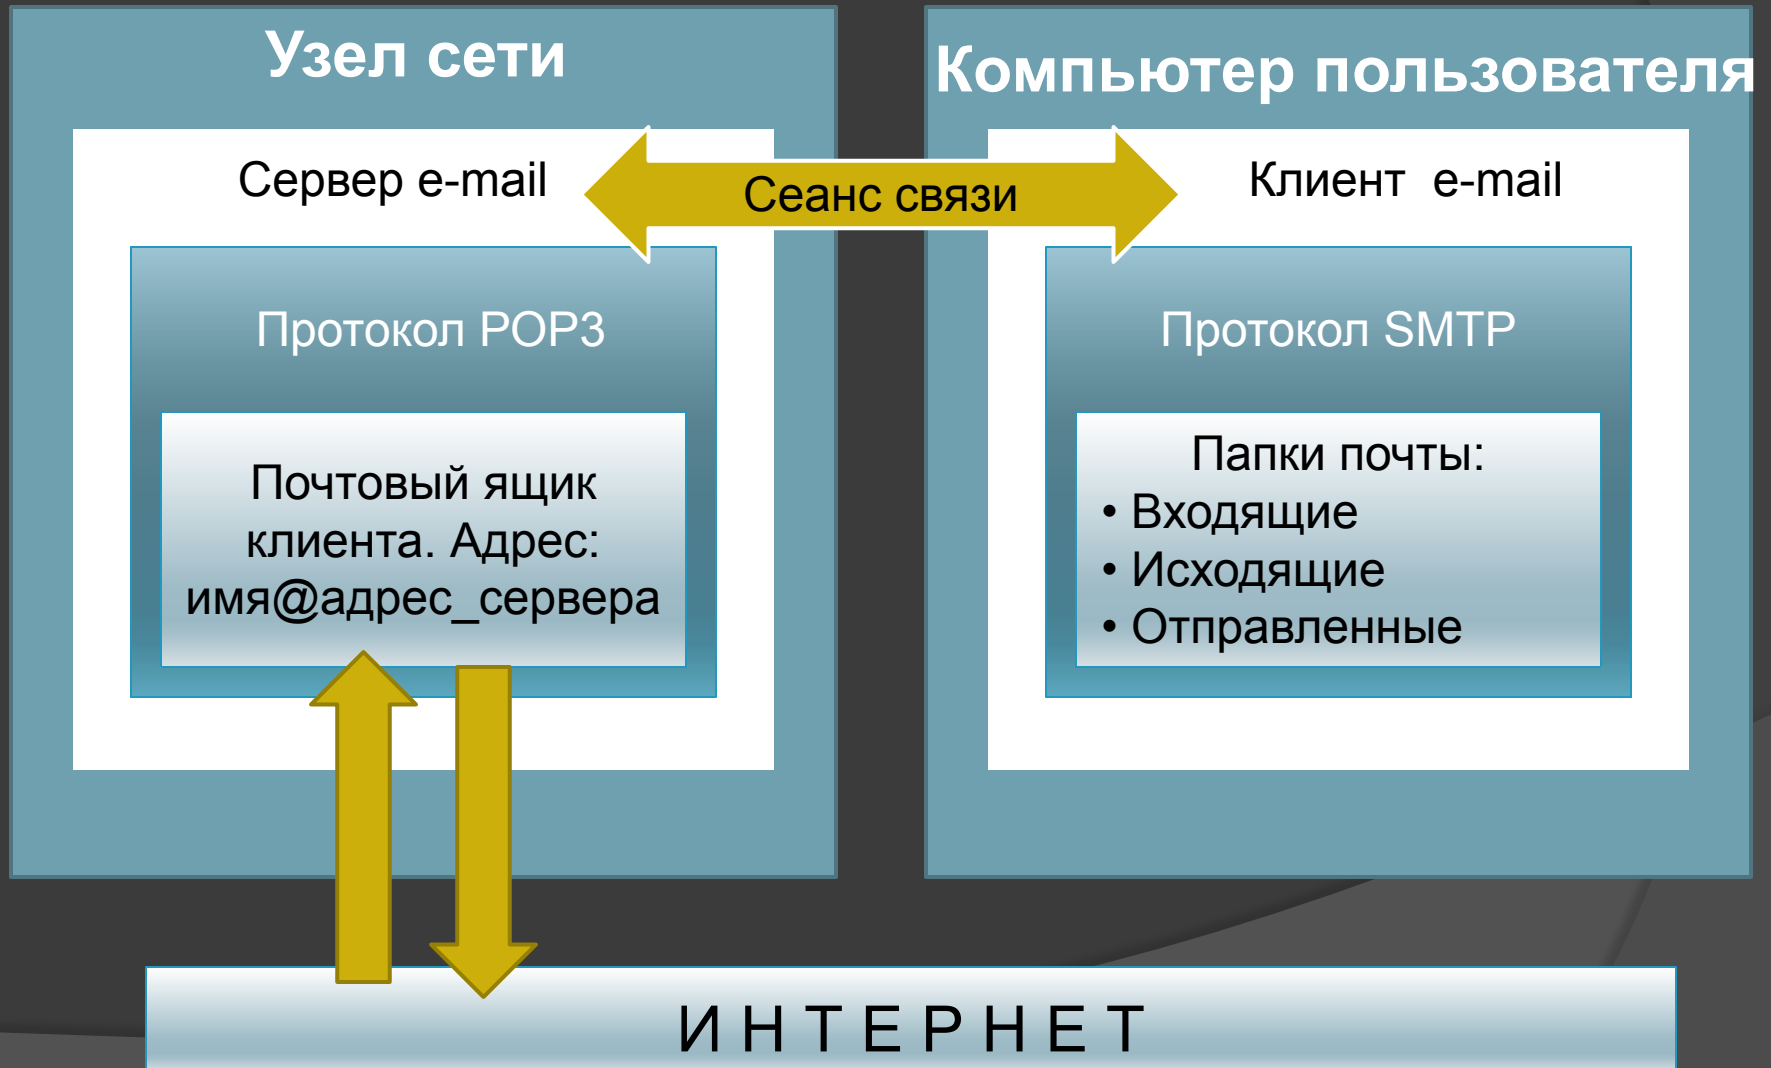 Узел сети
Компьютер пользователя
Сервер e-mail
Сеанс связи
Клиент e-mail
Протокол POP3
Почтовый ящик
клиента. Адрес:
имя@адрес_сервера
Протокол SMTP
Папки почты:
• Входящие
• Исходящие
• Отправленные
И Н Т Е Р Н Е Т